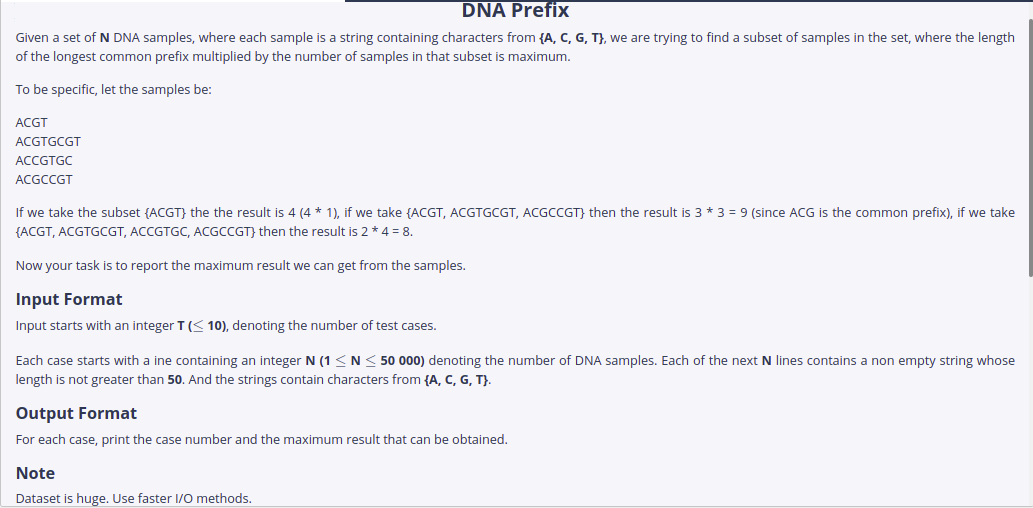 DNA Prefix
Given a set of N DNA samples, where each sample is a string containing characters from {A, C, G, T}, we are trying to find a subset of samples in the set, where the length
of the longest common prefix multiplied by the number of samples in that subset is maximum.
To be specific, let the samples be:
ACGT
ACGTGCGT
ACCGTGC
ACGCCGT
If we take the subset {ACGT} the the result is 4 (4 * 1), if we take {ACGT, ACGTGCGT, ACGCCGT} then the result is 3 * 3 = 9 (since ACG is the common prefix), if we take
{ACGT, ACGTGCGT, ACCGTGC, ACGCCGT} then the result is 2 * 4 = 8.
Now your task is to report the maximum result we can get from the samples.
Input Format
Input starts with an integer T (≤ 10), denoting the number of test cases.
Each case starts with a ine containing an integer N (1 ≤ N ≤ 50 000) denoting the number of DNA samples. Each of the next N lines contains a non empty string whose
length is not greater than 50. And the strings contain characters from {A, C, G, T}.
Output Format
For each case, print the case number and the maximum result that can be obtained.
Note
Dataset is huge. Use faster I/O methods.